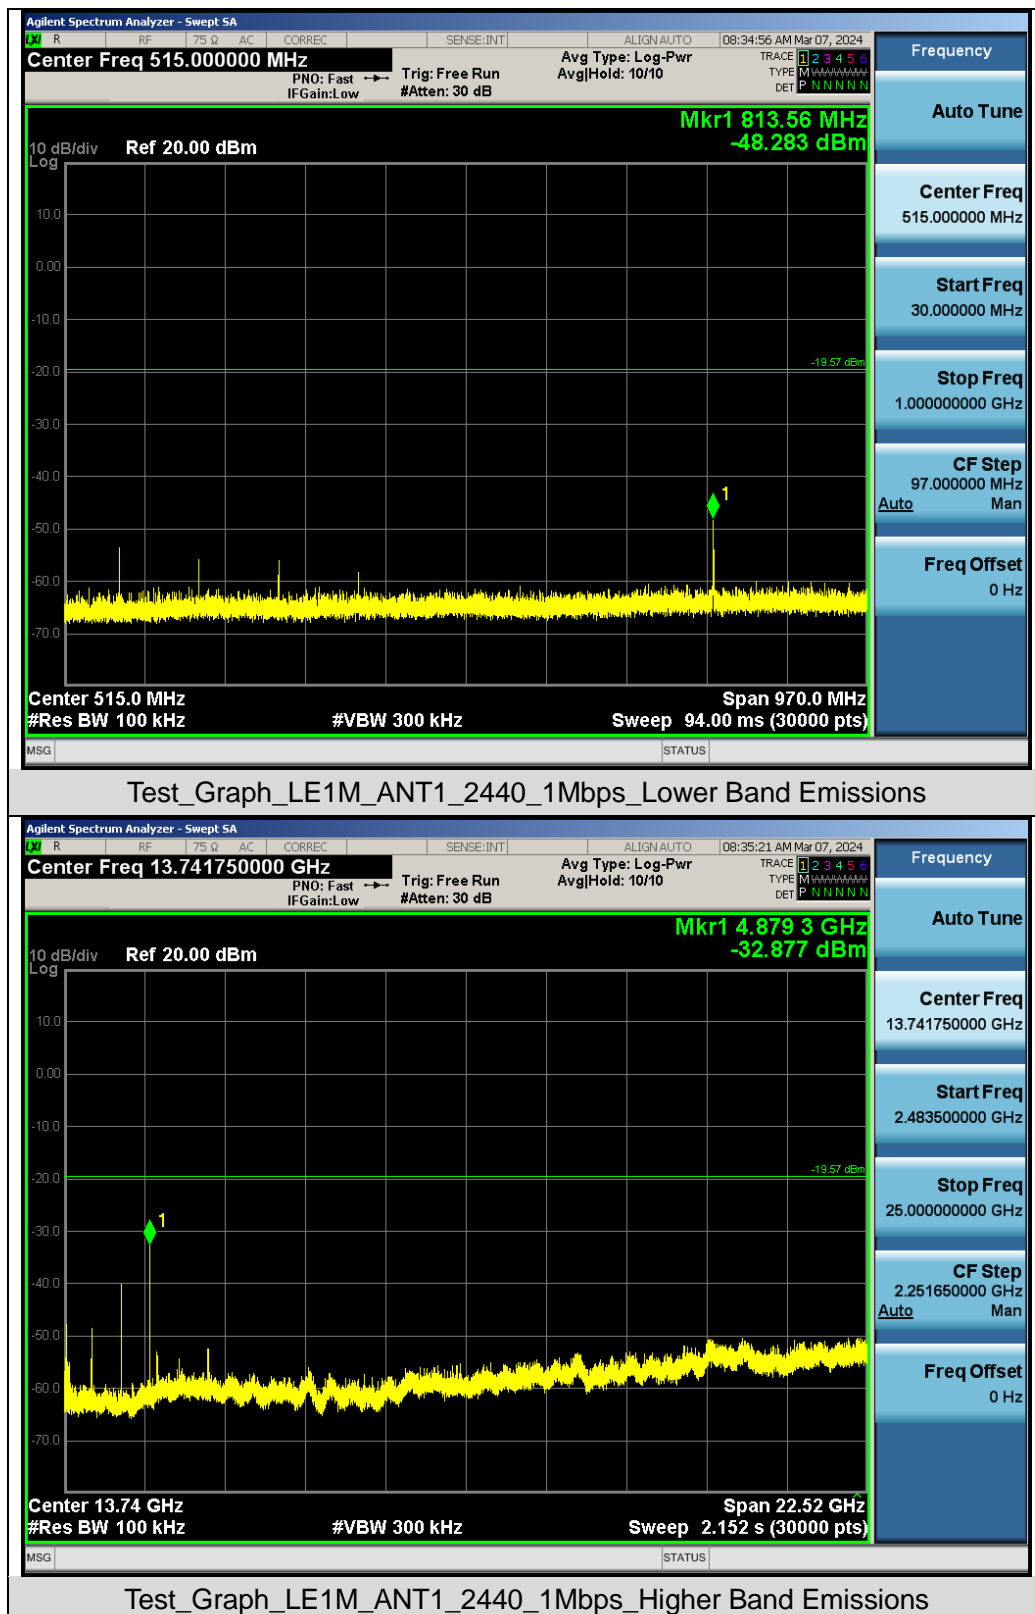 Agilent Spectrum Analyzer - Swept SA
LXI R RF 75 Ω AC CORREC SENSE:INT ALIGN AUTO 08:34:56 AM Mar 07, 2024
Center Freq 515.000000 MHz
PNO: Fast
IFGain:Low
Trig: Free Run
#Atten: 30 dB
Avg Type: Log-Pwr
Avg|Hold: 10/10
TRACE 1 2 3 4 5 6
TYPE M
DET P N N N N N
Mkr1 813.56 MHz
-48.283 dBm
10 dB/div Ref 20.00 dBm
Log
10.0
0.00
-10.0
-19.57 dBm
-20.0
-30.0
-40.0
1
-50.0
-60.0
-70.0
Center 515.0 MHz Span 970.0 MHz
#Res BW 100 kHz #VBW 300 kHz Sweep 94.00 ms (30000 pts)
MSG STATUS
Frequency
Auto Tune
Center Freq
515.000000 MHz
Start Freq
30.000000 MHz
Stop Freq
1.000000000 GHz
CF Step
97.000000 MHz
Auto Man
Freq Offset
0 Hz
Test_Graph_LE1M_ANT1_2440_1Mbps_Lower Band Emissions
Agilent Spectrum Analyzer - Swept SA
LXI R RF 75 Ω AC CORREC SENSE:INT ALIGN AUTO 08:35:21 AM Mar 07, 2024
Center Freq 13.741750000 GHz
PNO: Fast
IFGain:Low
Trig: Free Run
#Atten: 30 dB
Avg Type: Log-Pwr
Avg|Hold: 10/10
TRACE 1 2 3 4 5 6
TYPE M
DET P N N N N N
Mkr1 4.879 3 GHz
-32.877 dBm
10 dB/div Ref 20.00 dBm
Log
10.0
0.00
-10.0
-19.57 dBm
-20.0
1
-30.0
-40.0
-50.0
-60.0
-70.0
Center 13.74 GHz Span 22.52 GHz
#Res BW 100 kHz #VBW 300 kHz Sweep 2.152 s (30000 pts)
MSG STATUS
Frequency
Auto Tune
Center Freq
13.741750000 GHz
Start Freq
2.483500000 GHz
Stop Freq
25.000000000 GHz
CF Step
2.251650000 GHz
Auto Man
Freq Offset
0 Hz
Test_Graph_LE1M_ANT1_2440_1Mbps_Higher Band Emissions